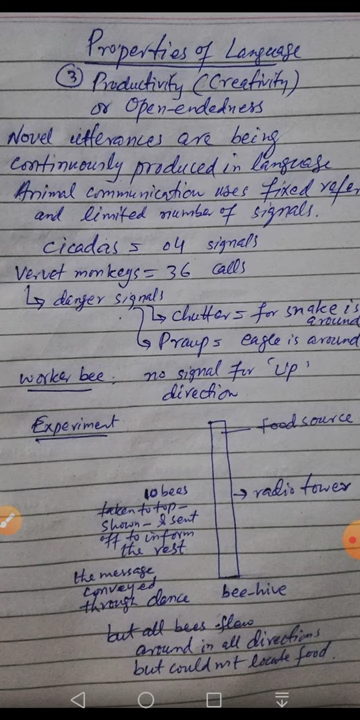 Properties of Language
③ Productivity (Creativity)
or Open-endedness
Novel utterances are being
continuously produced in language
Animal communication uses fixed refer
and limited number of signals.
cicadas = 04 signals
Vervet monkeys = 36 calls
↳ danger signals
↳ Chutter = for snake is
around
↳ Praup = eagle is around
Worker bee: no signal for 'Up'
direction
Experiment
food source
→ radio tower
10 bees
taken to top -
shown - & sent
off to inform
the rest
the message
conveyed
through dance
bee-hive
but all bees flew
around in all directions
but could nt locate food.